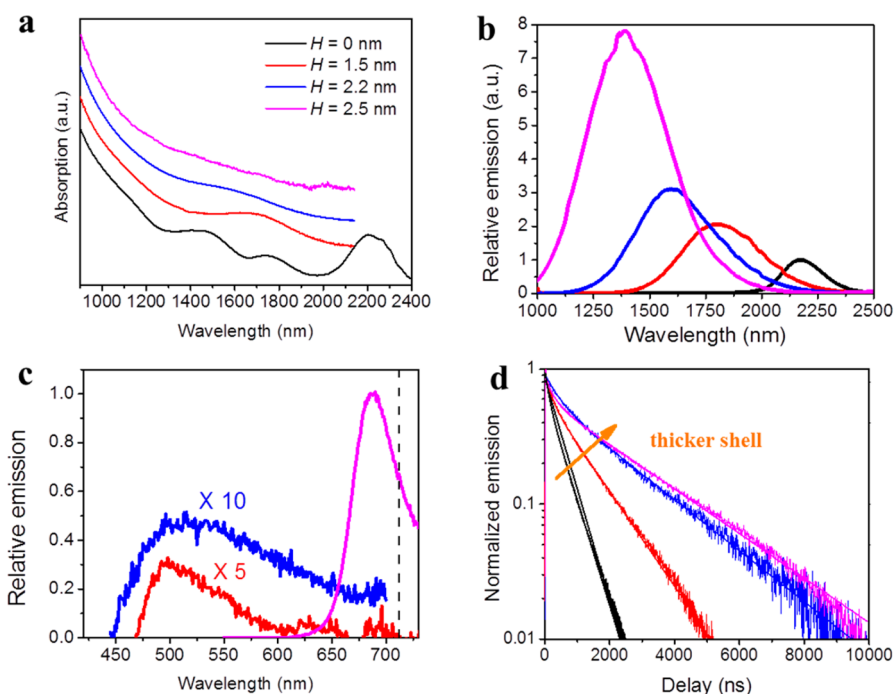 a
H = 0 nm
H = 1.5 nm
H = 2.2 nm
H = 2.5 nm
Absorption (a.u.)
1000 1200 1400 1600 1800 2000 2200 2400
Wavelength (nm)
b
8
7
6
5
4
3
2
1
0
Relative emission (a.u.)
1000 1250 1500 1750 2000 2250 2500
Wavelength (nm)
c
1.0
0.8
0.6
0.4
0.2
0.0
Relative emission
X 10
X 5
450 500 550 600 650 700
Wavelength (nm)
d
1
0.1
0.01
Normalized emission
thicker shell
0 2000 4000 6000 8000 10000
Delay (ns)